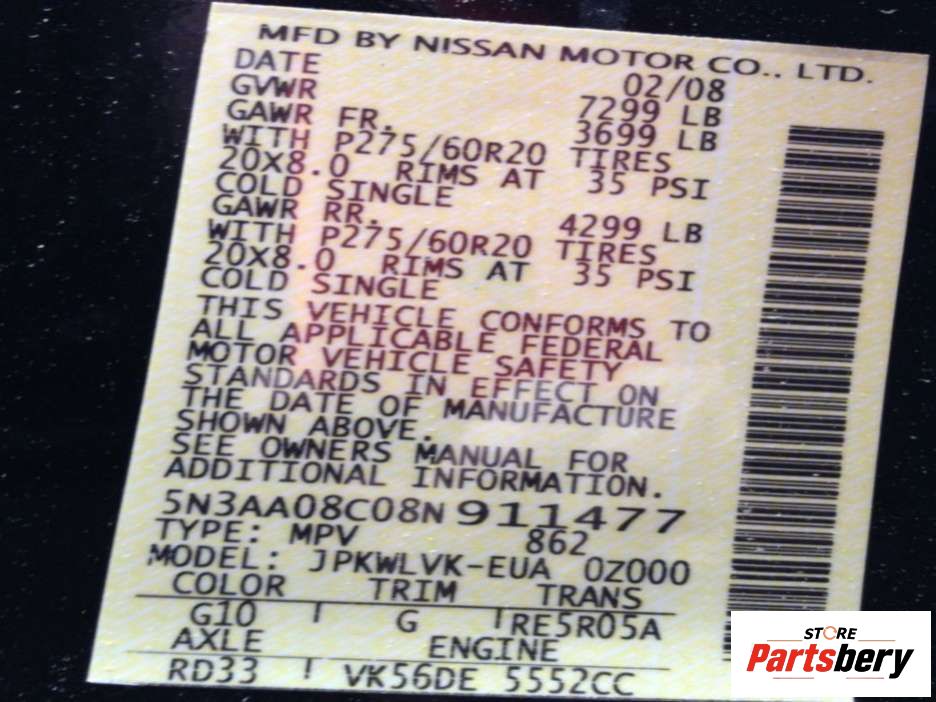 MFD BY NISSAN MOTOR CO., LTD.
DATE 02/08
GVWR 7299 LB
GAWR FR. 3699 LB
WITH P275/60R20 TIRES
20X8.0 RIMS AT 35 PSI
COLD SINGLE
GAWR RR. 4299 LB
WITH P275/60R20 TIRES
20X8.0 RIMS AT 35 PSI
COLD SINGLE
THIS VEHICLE CONFORMS TO
ALL APPLICABLE FEDERAL
MOTOR VEHICLE SAFETY
STANDARDS IN EFFECT ON
THE DATE OF MANUFACTURE
SHOWN ABOVE.
SEE OWNERS MANUAL FOR
ADDITIONAL INFORMATION.
5N3AA08C08N911477
TYPE: MPV 862
MODEL: JPKWLVK-EUA 0Z000
COLOR TRIM TRANS
G10 G RE5R05A
AXLE ENGINE
RD33 VK56DE 5552CC
STORE
Partsbery